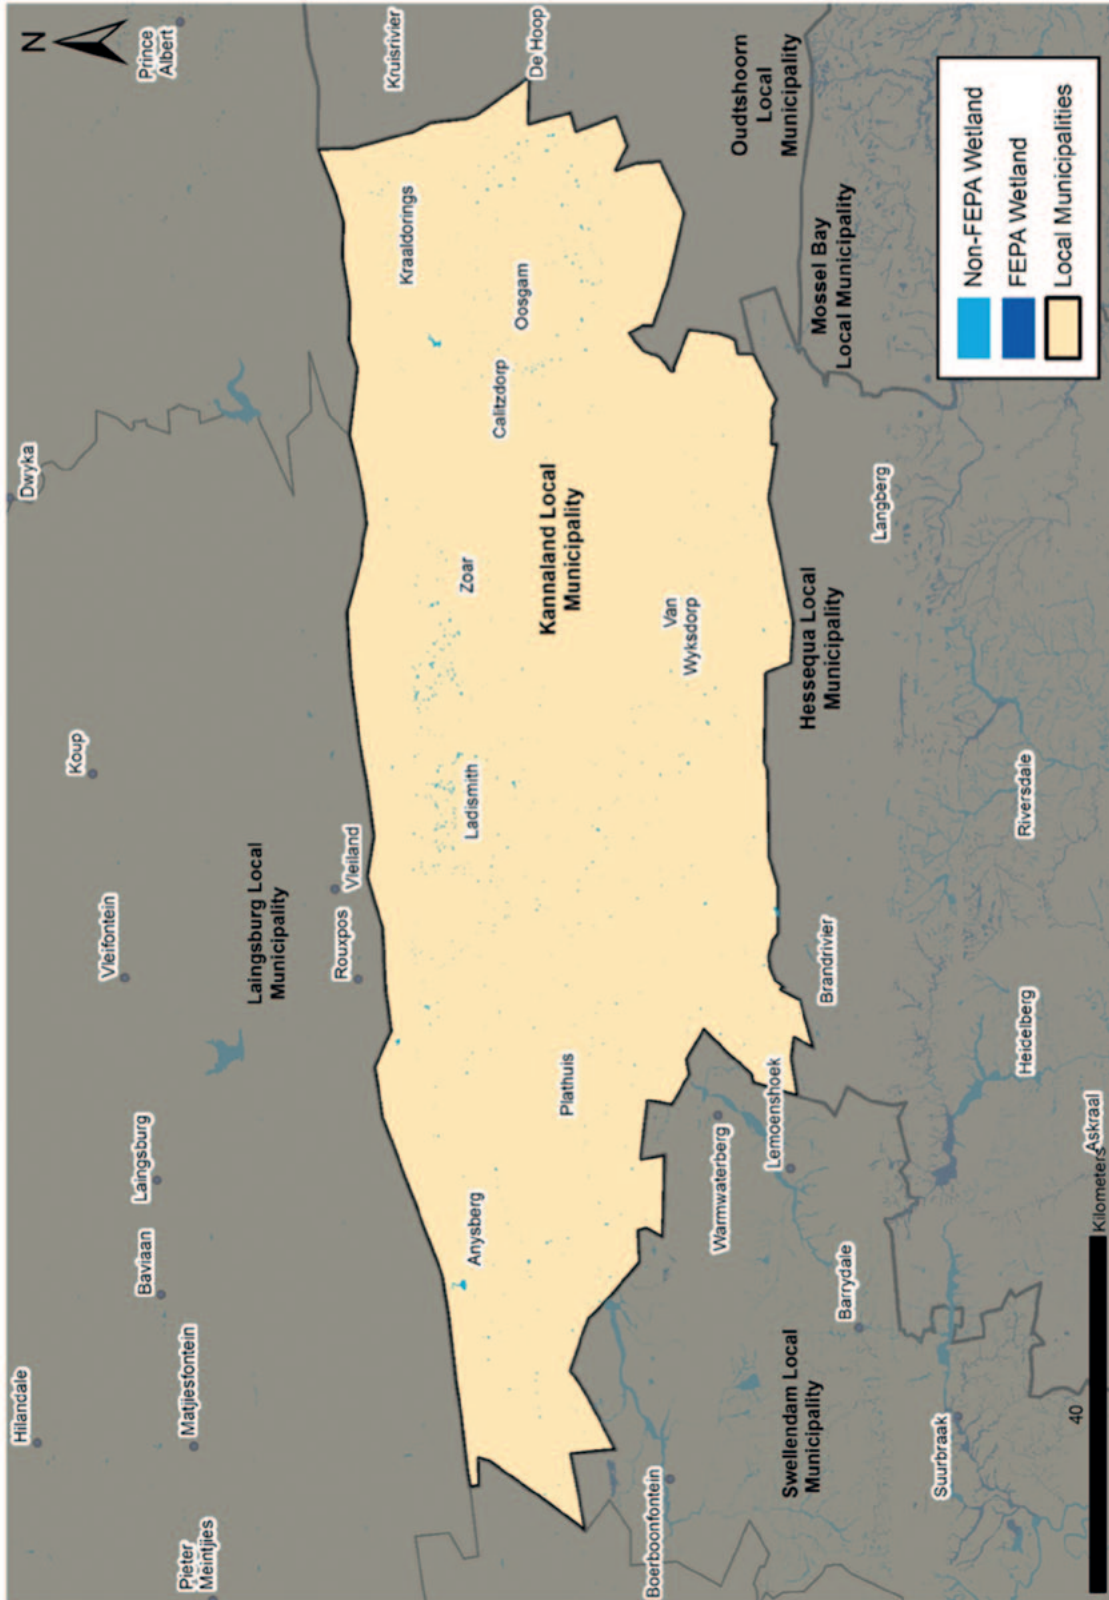 Hilandale
Dwyka
N
Koup
Vleifontein
Laingsburg
Baviaan
Prince
Albert
Pieter
Meintjies
Matjiesfontein
Laingsburg Local
Municipality
Rouxpos
Vleiland
Kruisrivier
Kraaldorings
Anysberg
Ladismith
Zoar
Calitzdorp
Oosgam
De Hoop
Plathuis
Kannaland Local
Municipality
Boerboonfontein
Van
Wyksdorp
Warmwaterberg
Lemoenshoek
Oudtshoorn
Local
Municipality
Swellendam Local
Municipality
Barrydale
Brandrivier
Hessequa Local
Municipality
Mossel Bay
Local Municipality
Langberg
Suurbraak
Heidelberg
Riversdale
Non-FEPA Wetland
FEPA Wetland
Local Municipalities
40
Kilometers
Askraal